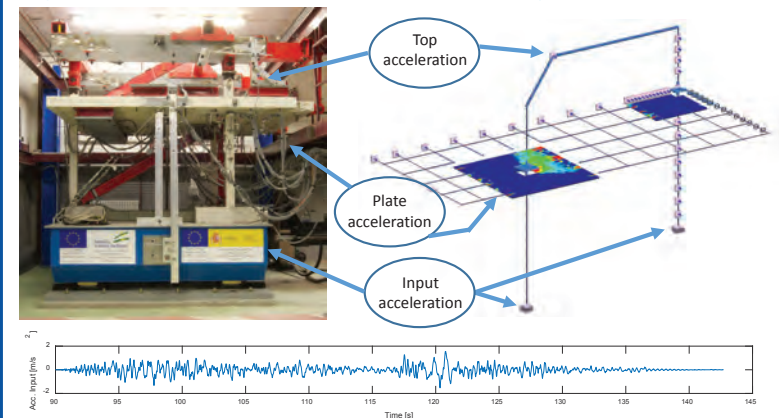 Top
acceleration
Plate
acceleration
Input
acceleration
Acc. Input [m/s
2 ]
2
0
-2
90 95 100 105 110 115 120 125 130 135 140 145
Time [s]